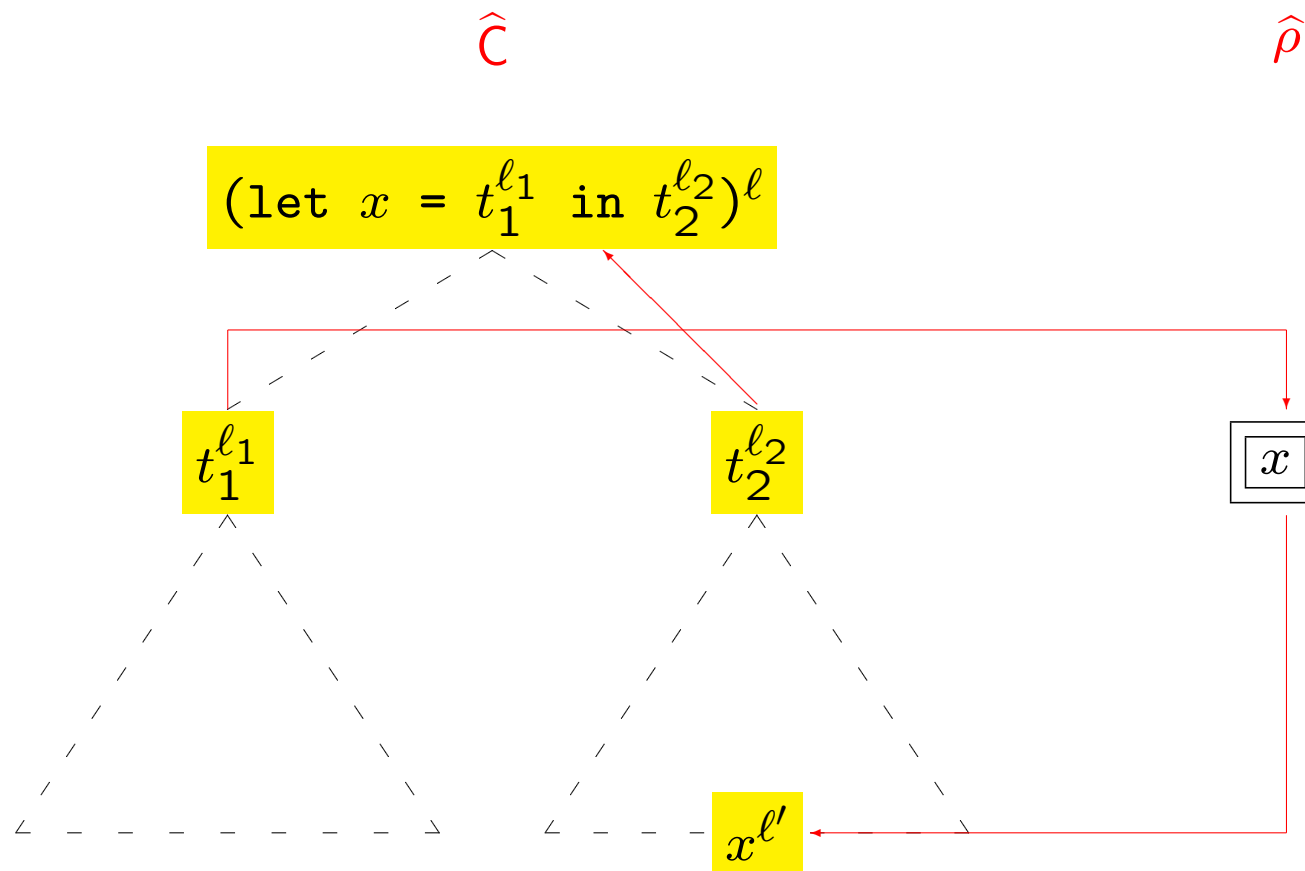 Ĉ ρ̂
(let x = t₁^ℓ₁ in t₂^ℓ₂)^ℓ
t₁^ℓ₁ t₂^ℓ₂ x
x^ℓ′